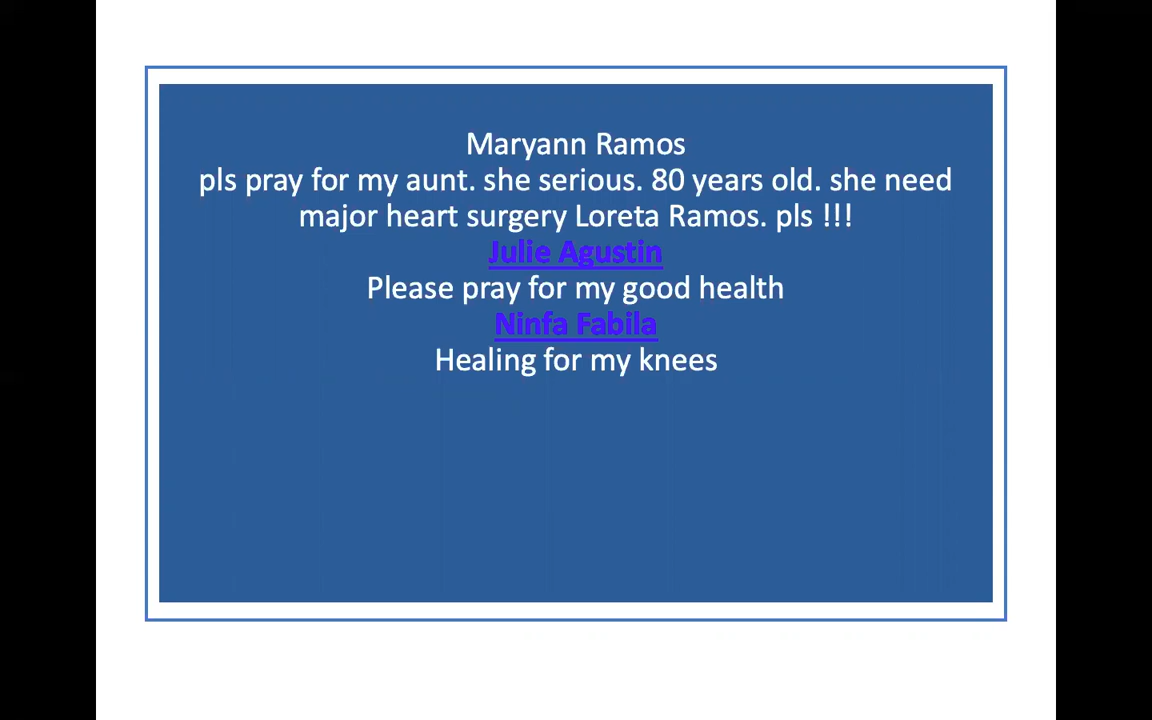 Maryann Ramos
pls pray for my aunt. she serious. 80 years old. she need
major heart surgery Loreta Ramos. pls !!!
Julie Agustin
Please pray for my good health
Ninfa Fabila
Healing for my knees